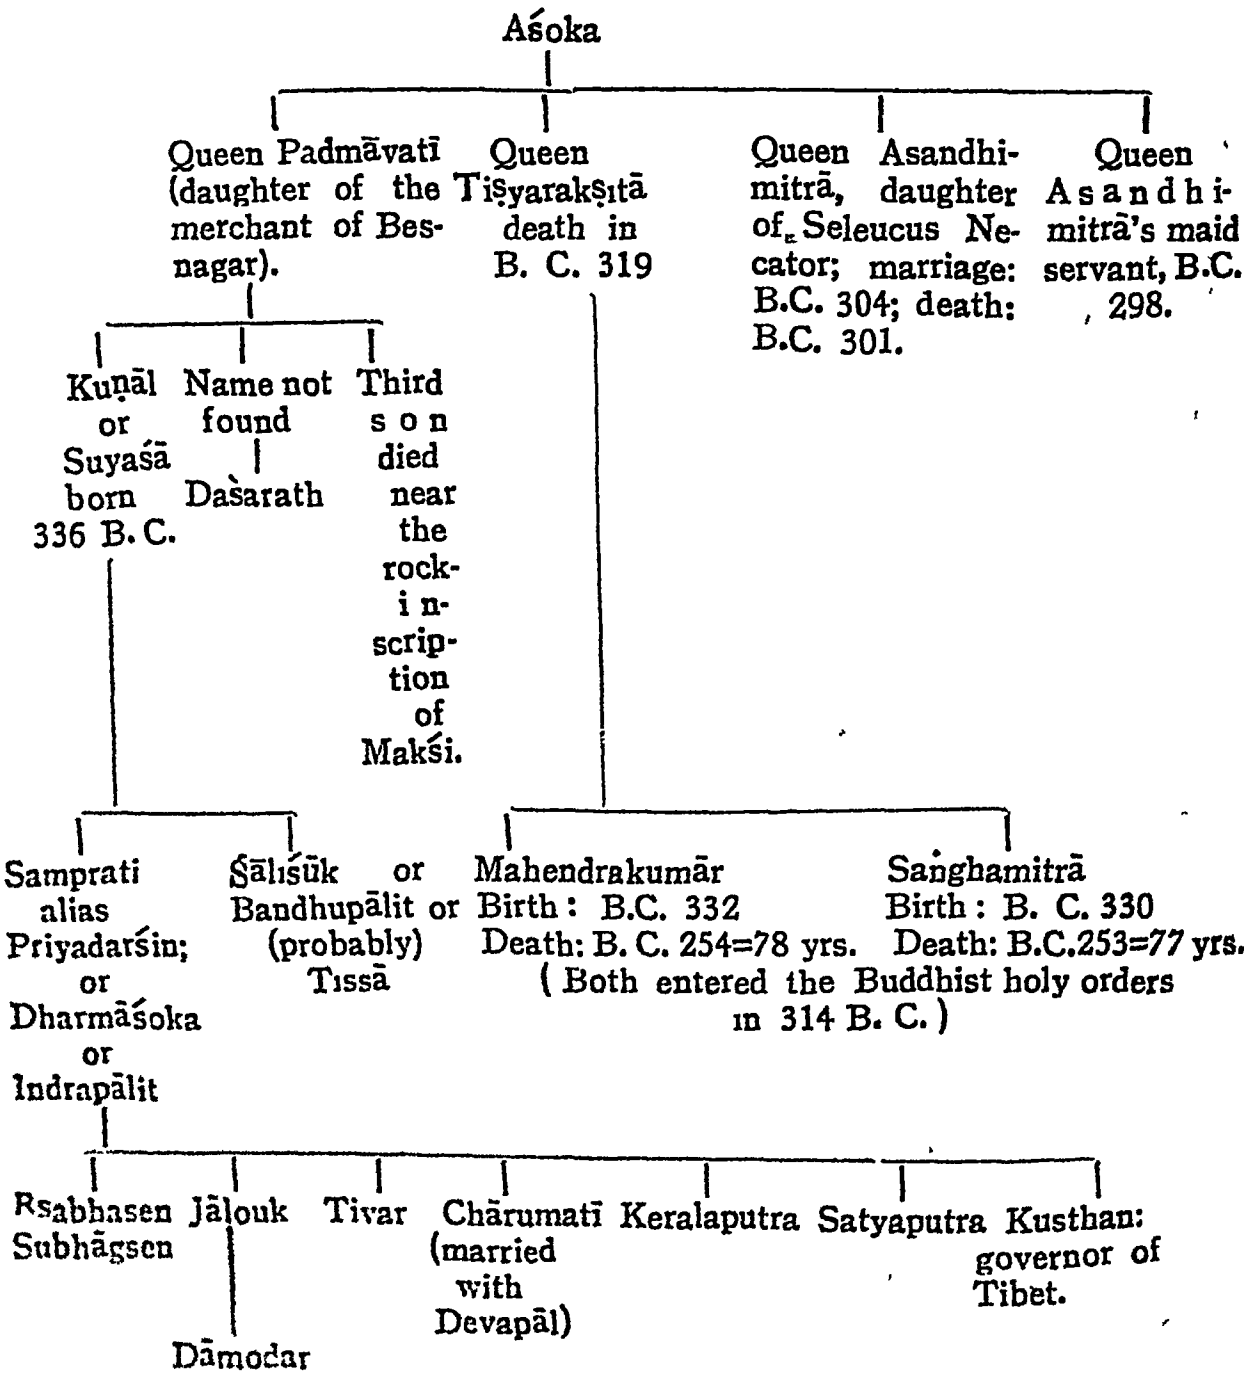 Aśoka
Queen Padmāvatī
(daughter of the
merchant of Bes-
nagar).
Queen
Tiṣyarakṣıtā
death in
B. C. 319
Queen Asandhi-
mitrā, daughter
of Seleucus Ne-
cator; marriage:
B.C. 304; death:
B.C. 301.
Queen
Asandhi-
mitrā's maid
servant, B.C.
298.
Kuṇāl
or
Suyaśā
born
336 B. C.
Name not
found
Daṡarath
Third
son
died
near
the
rock-
in-
scrip-
tion
of
Makśi.
Samprati
alias
Priyadarśin;
or
Dharmāśoka
or
Indrapālit
Śālıśūk or
Bandhupālit or
(probably)
Tıssā
Mahendrakumār
Birth: B.C. 332
Death: B. C. 254=78 yrs.
Saṅghamitrā
Birth: B. C. 330
Death: B.C.253=77 yrs.
(Both entered the Buddhist holy orders
ın 314 B. C.)
Rsabhasen
Subhāgsen
Jālouk
Dāmodar
Tivar
Chārumatī
(married
with
Devapāl)
Keralaputra
Satyaputra
Kusthan:
governor of
Tibet.